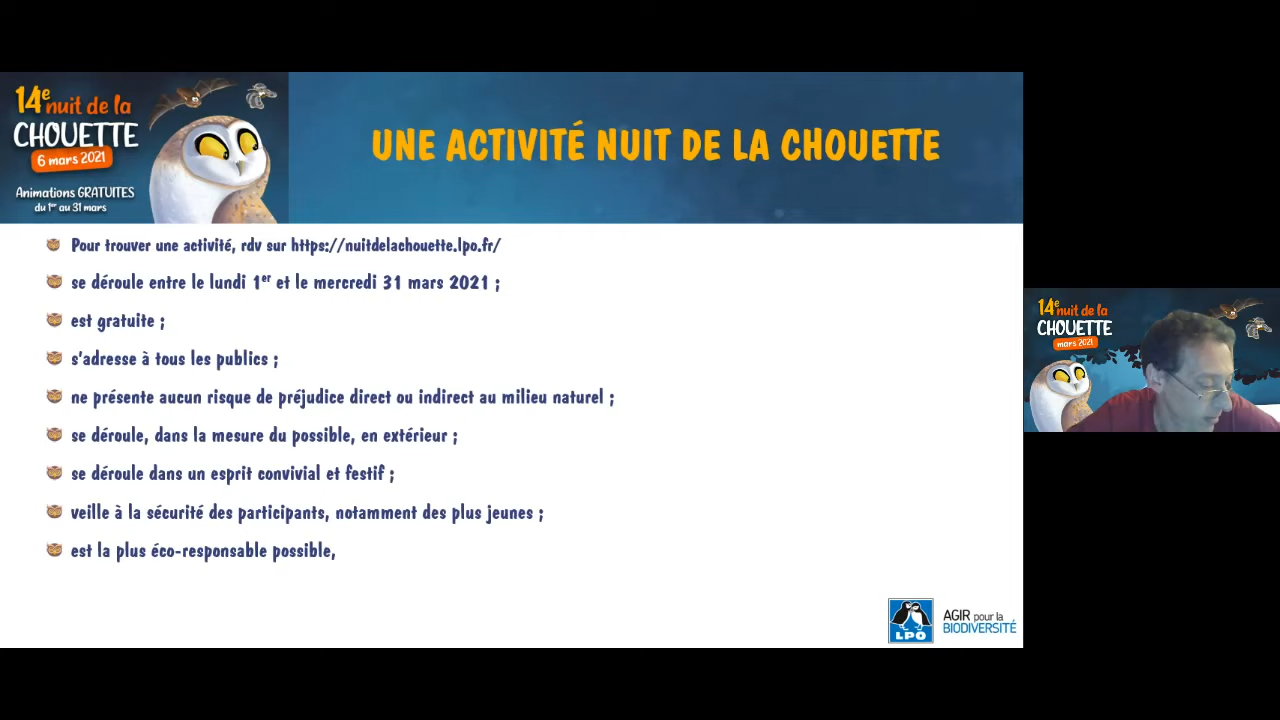 14e nuit de la
CHOUETTE
6 mars 2021
Animations GRATUITES
du 1er au 31 mars
UNE ACTIVITÉ NUIT DE LA CHOUETTE
Pour trouver une activité, rdv sur https://nuitdelachouette.lpo.fr/
se déroule entre le lundi 1er et le mercredi 31 mars 2021 ;
est gratuite ;
s'adresse à tous les publics ;
ne présente aucun risque de préjudice direct ou indirect au milieu naturel ;
se déroule, dans la mesure du possible, en extérieur ;
se déroule dans un esprit convivial et festif ;
veille à la sécurité des participants, notamment des plus jeunes ;
est la plus éco-responsable possible,
LPO
AGIR pour la
BIODIVERSITÉ
14e nuit de la
CHOUETTE
mars 2021